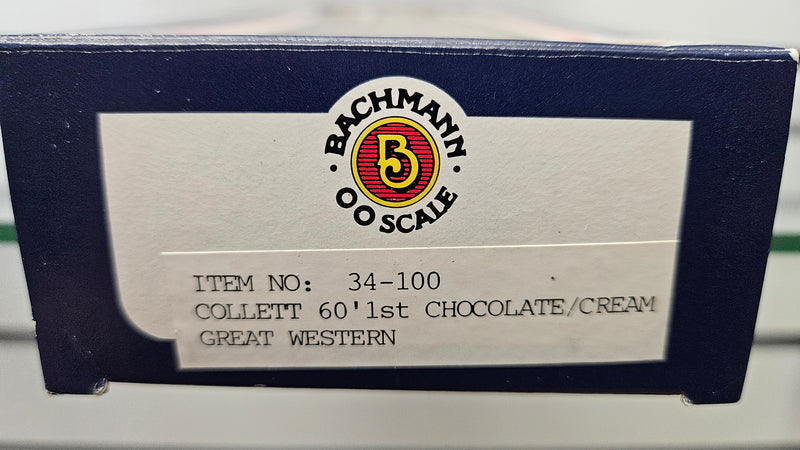 BACHMANN
B
OO SCALE
ITEM NO: 34-100
COLLETT 60'1st CHOCOLATE/CREAM
GREAT WESTERN